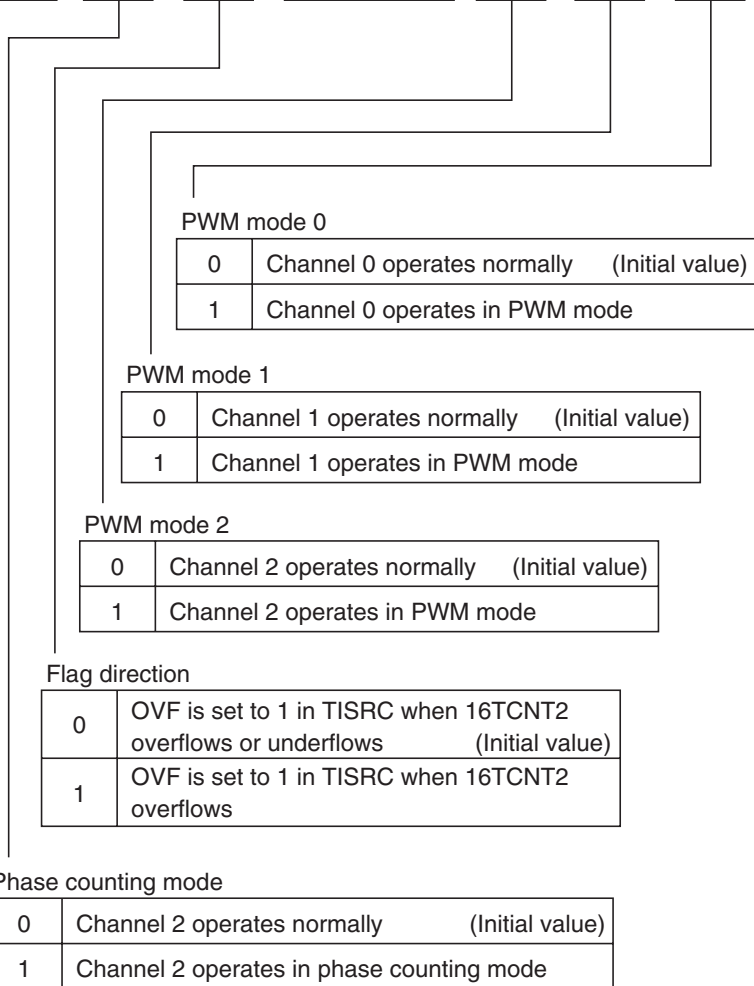 PWM mode 0
0 Channel 0 operates normally (Initial value)
1 Channel 0 operates in PWM mode
PWM mode 1
0 Channel 1 operates normally (Initial value)
1 Channel 1 operates in PWM mode
PWM mode 2
0 Channel 2 operates normally (Initial value)
1 Channel 2 operates in PWM mode
Flag direction
0 OVF is set to 1 in TISRC when 16TCNT2
overflows or underflows (Initial value)
1 OVF is set to 1 in TISRC when 16TCNT2
overflows
Phase counting mode
0 Channel 2 operates normally (Initial value)
1 Channel 2 operates in phase counting mode